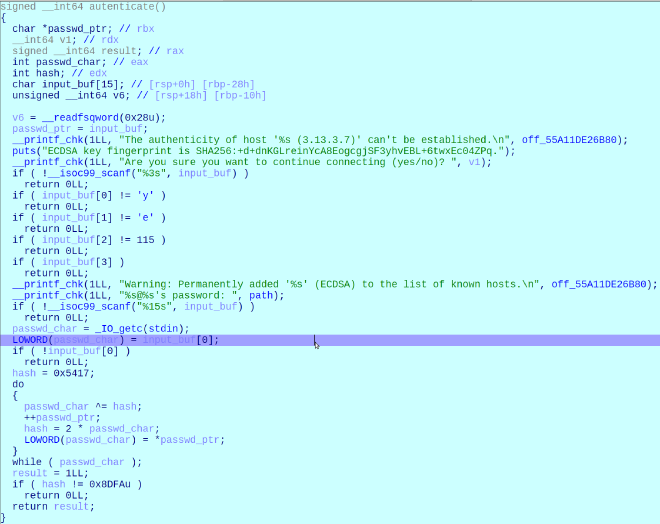 signed __int64 autenticate()
{
char *passwd_ptr; // rbx
__int64 v1; // rdx
signed __int64 result; // rax
int passwd_char; // eax
int hash; // edx
char input_buf[15]; // [rsp+0h] [rbp-28h]
unsigned __int64 v6; // [rsp+18h] [rbp-10h]
v6 = __readfsqword(0x28u);
passwd_ptr = input_buf;
__printf_chk(1LL, "The authenticity of host '%s (3.13.3.7)' can't be established.\n", off_55A11DE26B80);
puts("ECDSA key fingerprint is SHA256:+d+dnKGLreinYcA8EogcgjSF3yhvEBL+6twxEc04ZPq.");
__printf_chk(1LL, "Are you sure you want to continue connecting (yes/no)? ", v1);
if ( !__isoc99_scanf("%3s", input_buf) )
return 0LL;
if ( input_buf[0] != 'y' )
return 0LL;
if ( input_buf[1] != 'e' )
return 0LL;
if ( input_buf[2] != 115 )
return 0LL;
if ( input_buf[3] )
return 0LL;
__printf_chk(1LL, "Warning: Permanently added '%s' (ECDSA) to the list of known hosts.\n", off_55A11DE26B80);
__printf_chk(1LL, "%s@%s's password: ", path);
if ( !__isoc99_scanf("%15s", input_buf) )
return 0LL;
passwd_char = _IO_getc(stdin);
LOWORD(passwd_char) = input_buf[0];
if ( !input_buf[0] )
return 0LL;
hash = 0x5417;
do
{
passwd_char ^= hash;
++passwd_ptr;
hash = 2 * passwd_char;
LOWORD(passwd_char) = *passwd_ptr;
}
while ( passwd_char );
result = 1LL;
if ( hash != 0x8DFAu )
return 0LL;
return result;
}